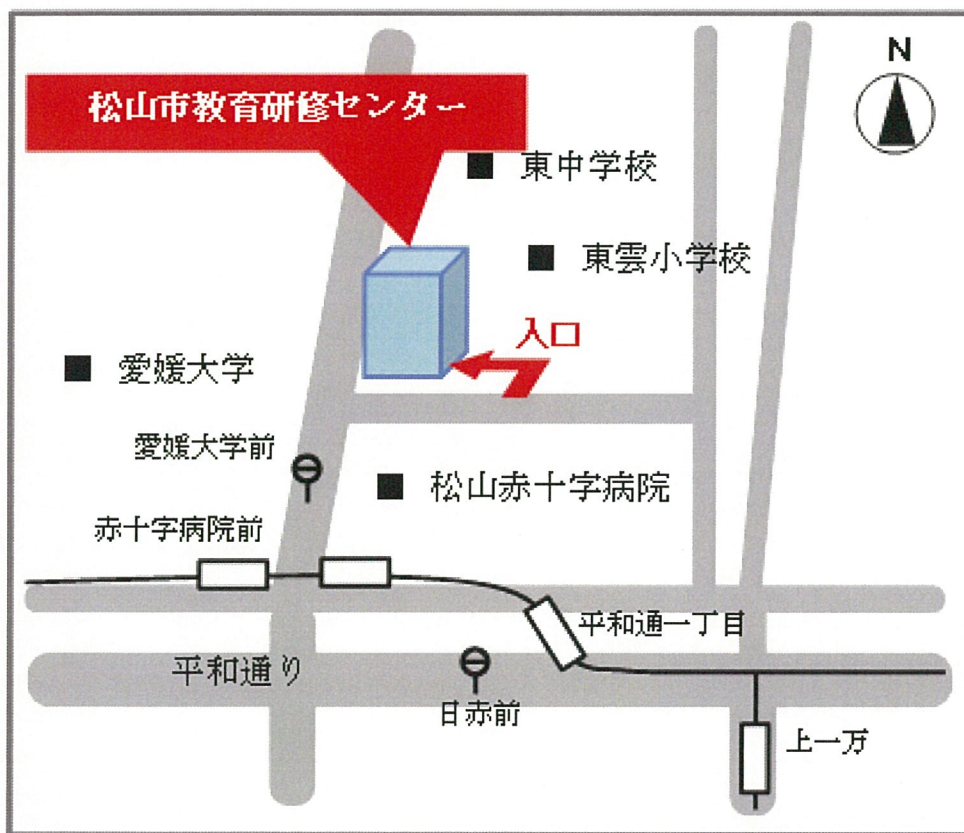 N
松山市教育研修センター
東中学校
東雲小学校
入口
愛媛大学
愛媛大学前
松山赤十字病院
赤十字病院前
平和通一丁目
平和通り
日赤前
上一万